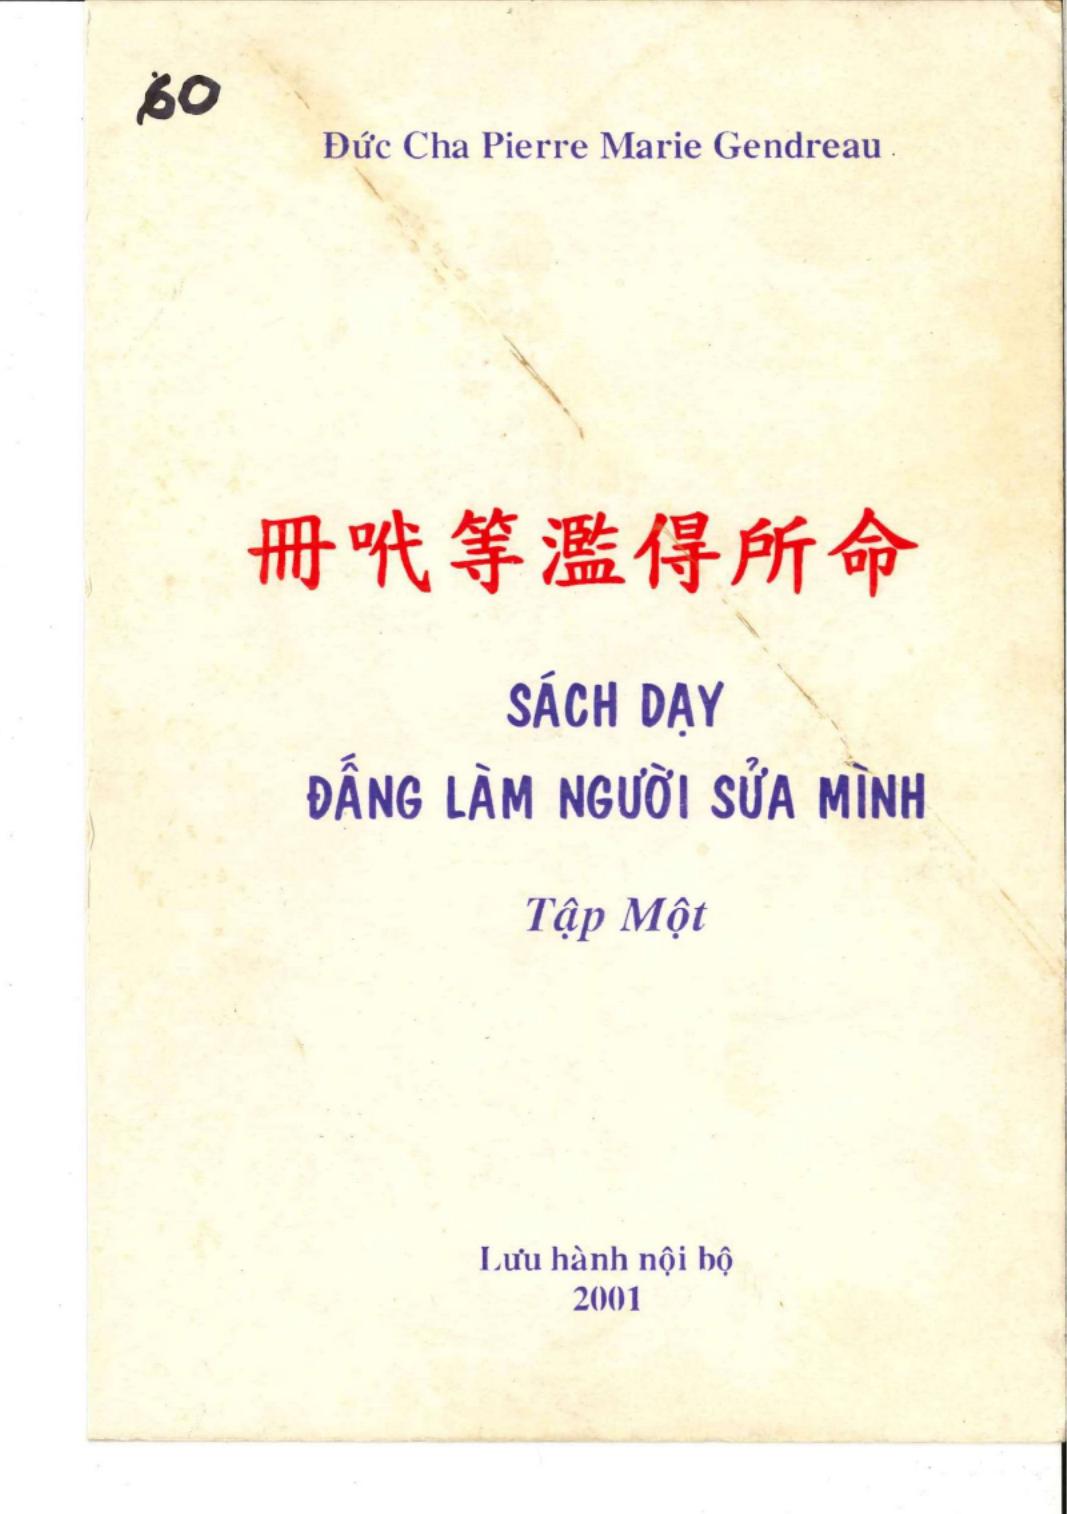 60
Đức Cha Pierre Marie Gendreau
冊吠等濫得所命
SÁCH DẠY
ĐẤNG LÀM NGƯỜI SỬA MÌNH
Tập Một
Lưu hành nội bộ
2001